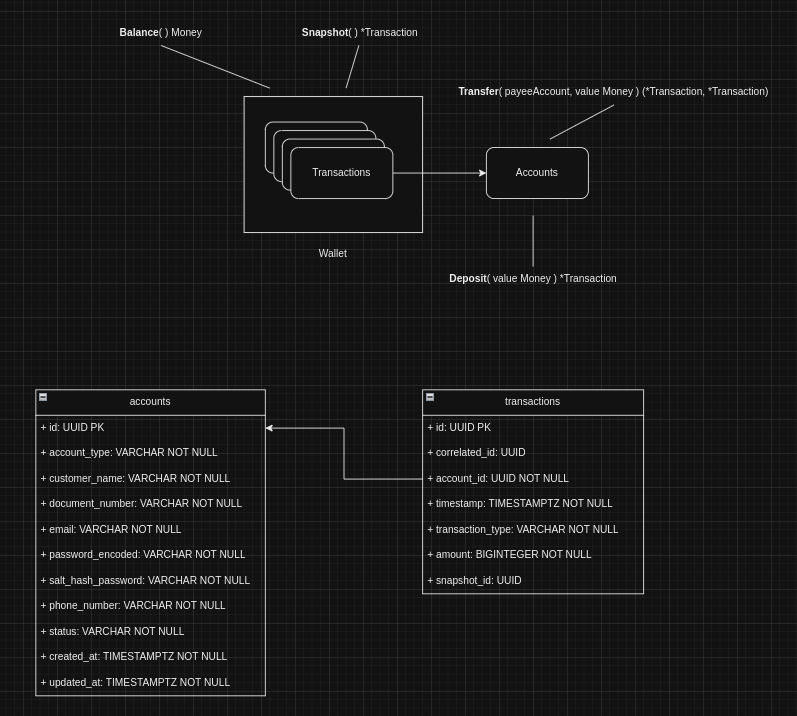 Balance( ) Money
Snapshot( ) *Transaction
Transfer( payeeAccount, value Money ) (*Transaction, *Transaction)
Transactions
Accounts
Wallet
Deposit( value Money ) *Transaction
accounts
+ id: UUID PK
+ account_type: VARCHAR NOT NULL
+ customer_name: VARCHAR NOT NULL
+ document_number: VARCHAR NOT NULL
+ email: VARCHAR NOT NULL
+ password_encoded: VARCHAR NOT NULL
+ salt_hash_password: VARCHAR NOT NULL
+ phone_number: VARCHAR NOT NULL
+ status: VARCHAR NOT NULL
+ created_at: TIMESTAMPTZ NOT NULL
+ updated_at: TIMESTAMPTZ NOT NULL
transactions
+ id: UUID PK
+ correlated_id: UUID
+ account_id: UUID NOT NULL
+ timestamp: TIMESTAMPTZ NOT NULL
+ transaction_type: VARCHAR NOT NULL
+ amount: BIGINTEGER NOT NULL
+ snapshot_id: UUID